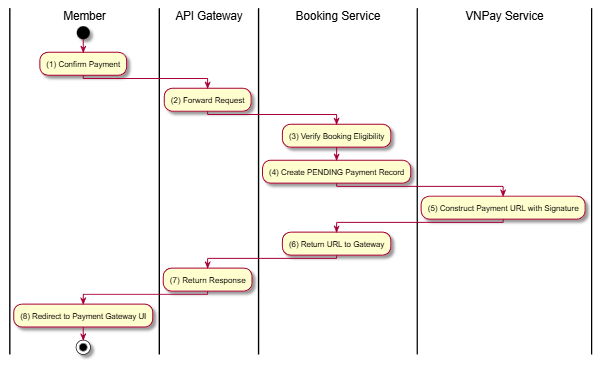 Member
API Gateway
Booking Service
VNPay Service
(1) Confirm Payment
(2) Forward Request
(3) Verify Booking Eligibility
(4) Create PENDING Payment Record
(5) Construct Payment URL with Signature
(6) Return URL to Gateway
(7) Return Response
(8) Redirect to Payment Gateway UI